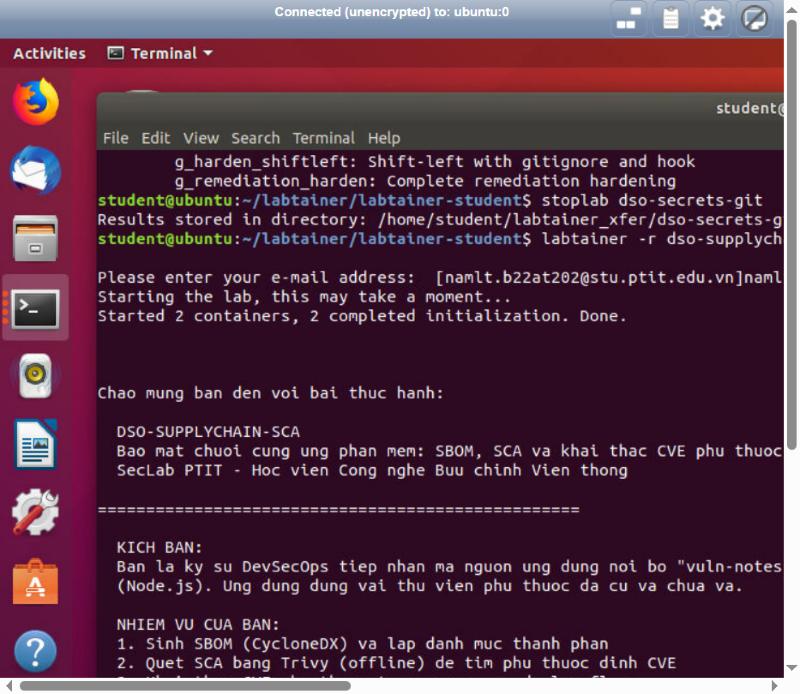 Connected (unencrypted) to: ubuntu:0
Activities Terminal
student@
File Edit View Search Terminal Help
g_harden_shiftleft: Shift-left with gitignore and hook
g_remediation_harden: Complete remediation hardening
student@ubuntu:~/labtainer/labtainer-student$ stoplab dso-secrets-git
Results stored in directory: /home/student/labtainer_xfer/dso-secrets-g
student@ubuntu:~/labtainer/labtainer-student$ labtainer -r dso-supplych
Please enter your e-mail address:  [namlt.b22at202@stu.ptit.edu.vn]naml
Starting the lab, this may take a moment...
Started 2 containers, 2 completed initialization. Done.
Chao mung ban den voi bai thuc hanh:
DSO-SUPPLYCHAIN-SCA
Bao mat chuoi cung ung phan mem: SBOM, SCA va khai thac CVE phu thuoc
SecLab PTIT - Hoc vien Cong nghe Buu chinh Vien thong
==================================================
KICH BAN:
Ban la ky su DevSecOps tiep nhan ma nguon ung dung noi bo "vuln-notes
(Node.js). Ung dung dung vai thu vien phu thuoc da cu va chua va.
NHIEM VU CUA BAN:
1. Sinh SBOM (CycloneDX) va lap danh muc thanh phan
2. Quet SCA bang Trivy (offline) de tim phu thuoc dinh CVE